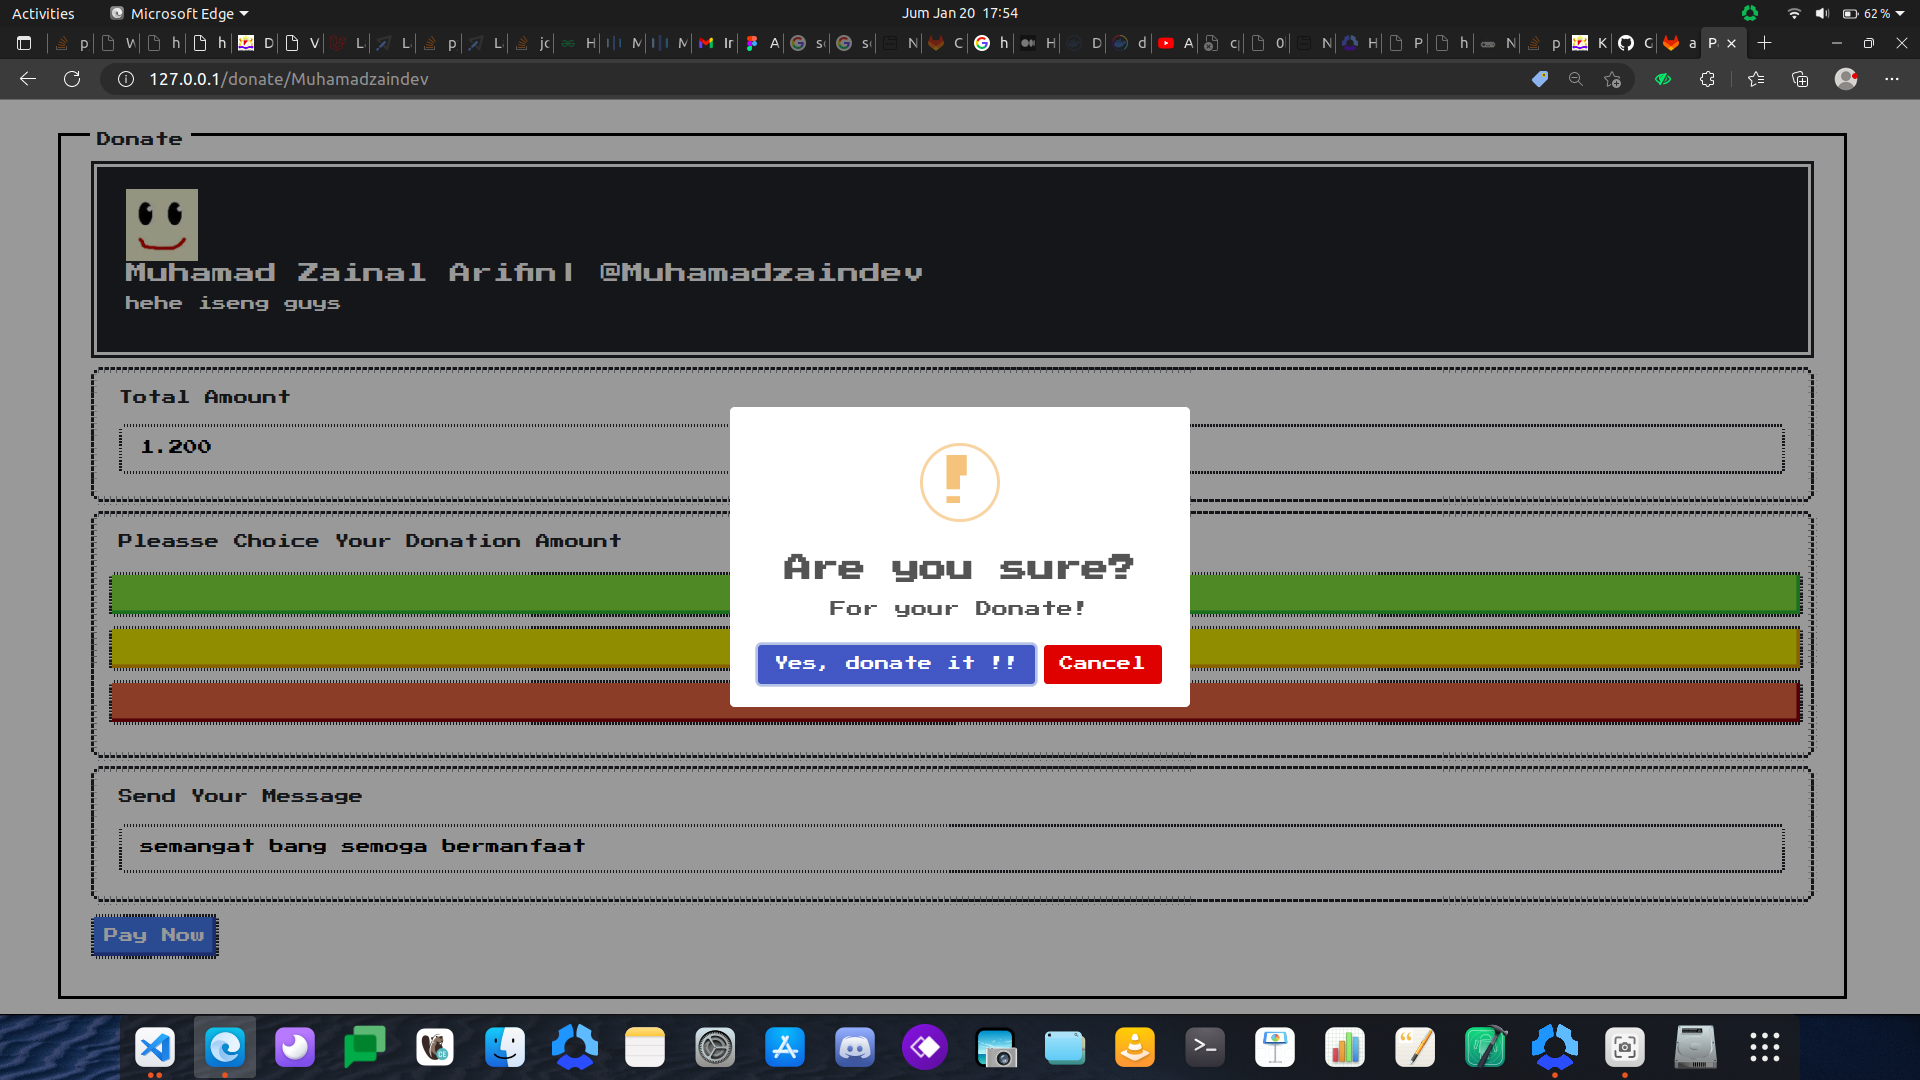 Activities
Microsoft Edge
Jum Jan 20 17:54
62 %
127.0.0.1/donate/Muhamadzaindev
Donate
Muhamad Zainal Arifin| @Muhamadzaindev
hehe iseng guys
Total Amount
1.200
Pleasse Choice Your Donation Amount
Are you sure?
For your Donate!
Yes, donate it !!
Cancel
Send Your Message
semangat bang semoga bermanfaat
Pay Now